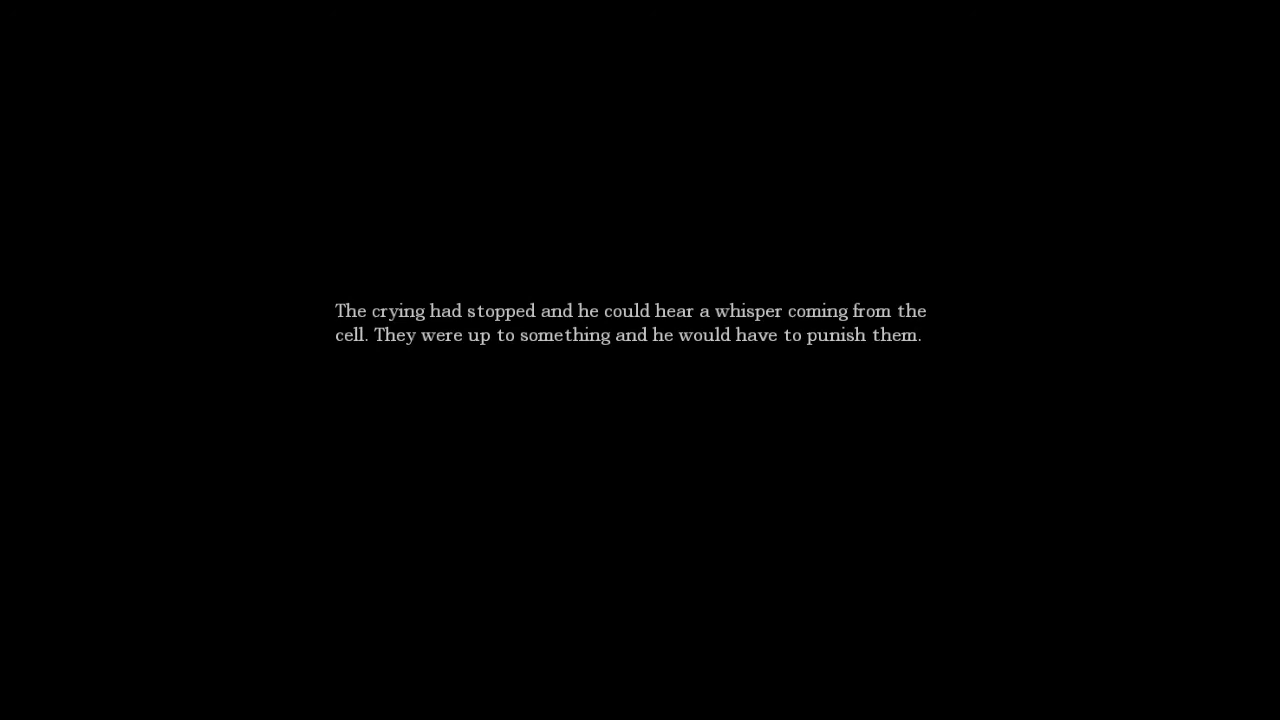 The crying had stopped and he could hear a whisper coming from the
cell. They were up to something and he would have to punish them.